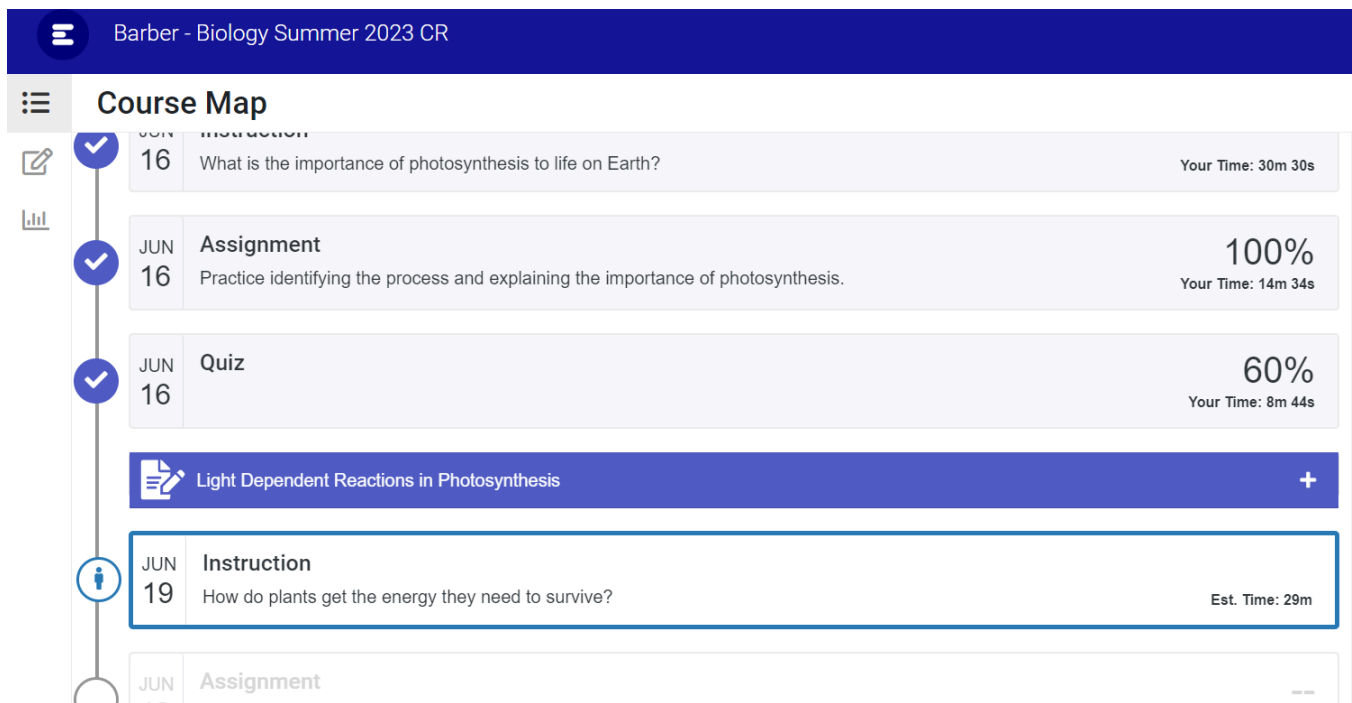 Barber - Biology Summer 2023 CR
Course Map
JUN
Instruction
16
What is the importance of photosynthesis to life on Earth?
Your Time: 30m 30s
JUN
Assignment
100%
16
Practice identifying the process and explaining the importance of photosynthesis.
Your Time: 14m 34s
JUN
Quiz
60%
16
Your Time: 8m 44s
Light Dependent Reactions in Photosynthesis
+
JUN
Instruction
19
How do plants get the energy they need to survive?
Est. Time: 29m
JUN
Assignment
--